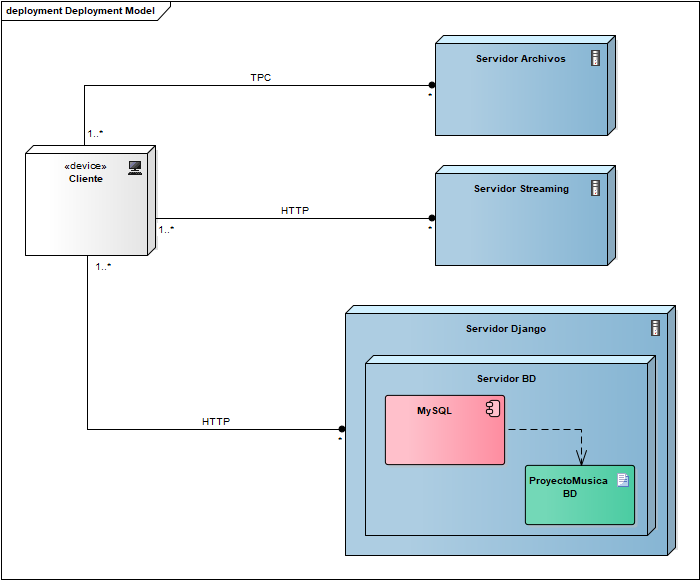 deployment Deployment Model
Servidor Archivos
TPC
*
1..*
«device»
Cliente
Servidor Streaming
HTTP
1..*
*
1..*
Servidor Django
Servidor BD
MySQL
HTTP
*
ProyectoMusica
BD